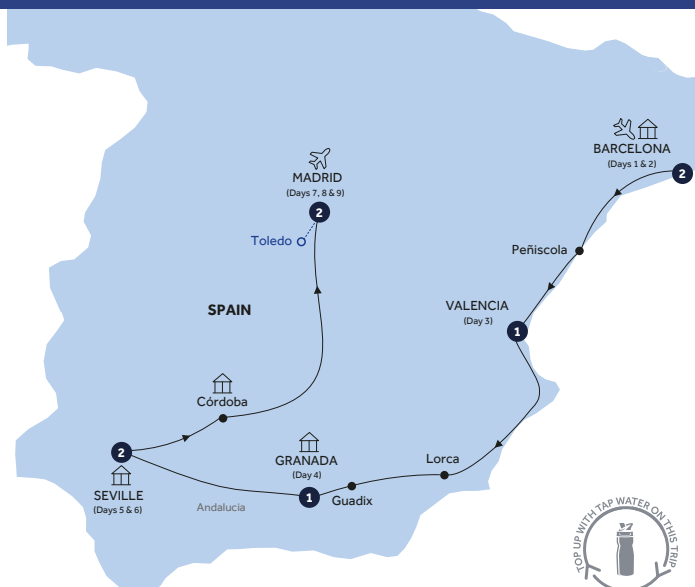 BARCELONA
(Days 1 & 2)
2
MADRID
(Days 7, 8 & 9)
2
Toledo
Peñiscola
SPAIN
VALENCIA
(Day 3)
1
Córdoba
2
SEVILLE
(Days 5 & 6)
GRANADA
(Day 4)
1
Lorca
Guadix
Andalucia
TOP UP WITH TAP WATER ON THIS TRIP